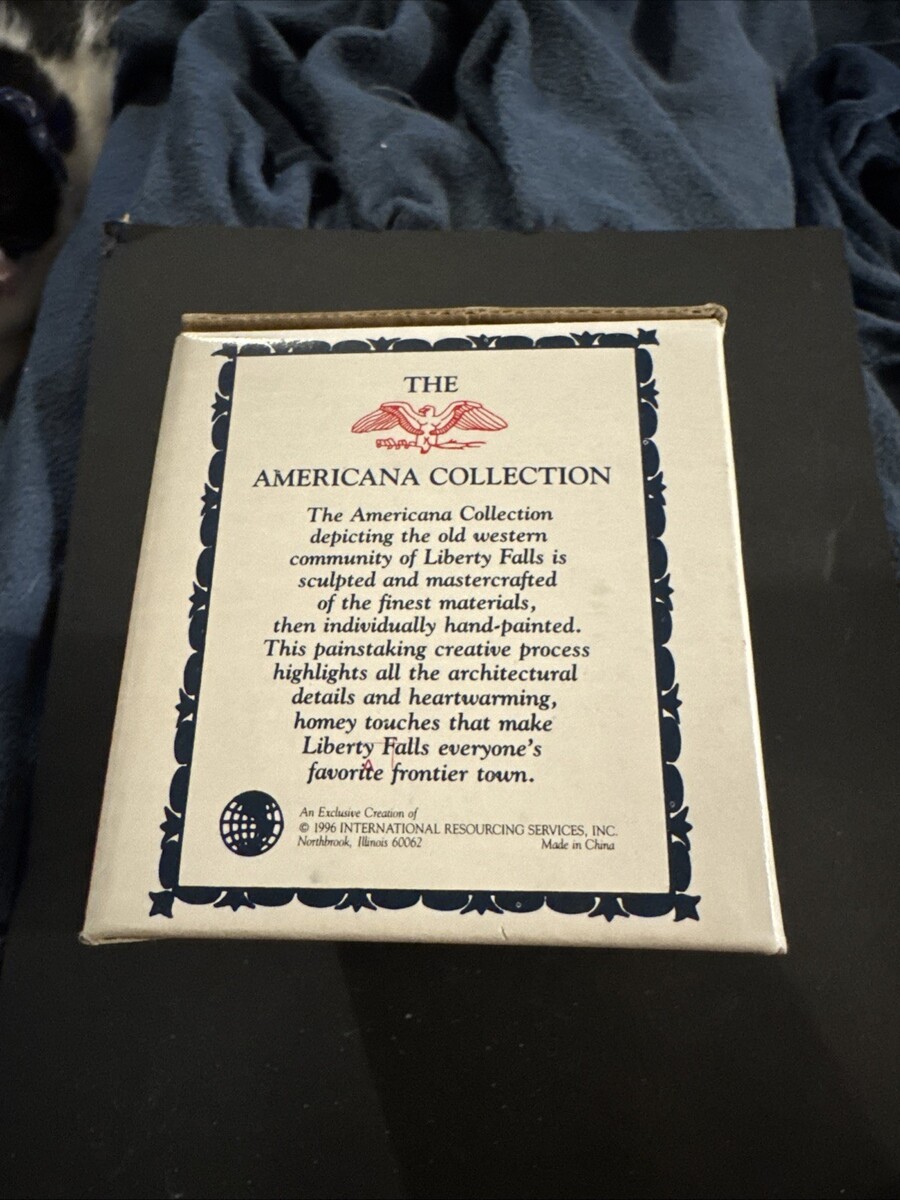 THE
AMERICANA COLLECTION
The Americana Collection
depicting the old western
community of Liberty Falls is
sculpted and mastercrafted
of the finest materials,
then individually hand-painted.
This painstaking creative process
highlights all the architectural
details and heartwarming,
homey touches that make
Liberty Falls everyone's
favorite frontier town.
An Exclusive Creation of
© 1996 INTERNATIONAL RESOURCING SERVICES, INC.
Northbrook, Illinois 60062 Made in China